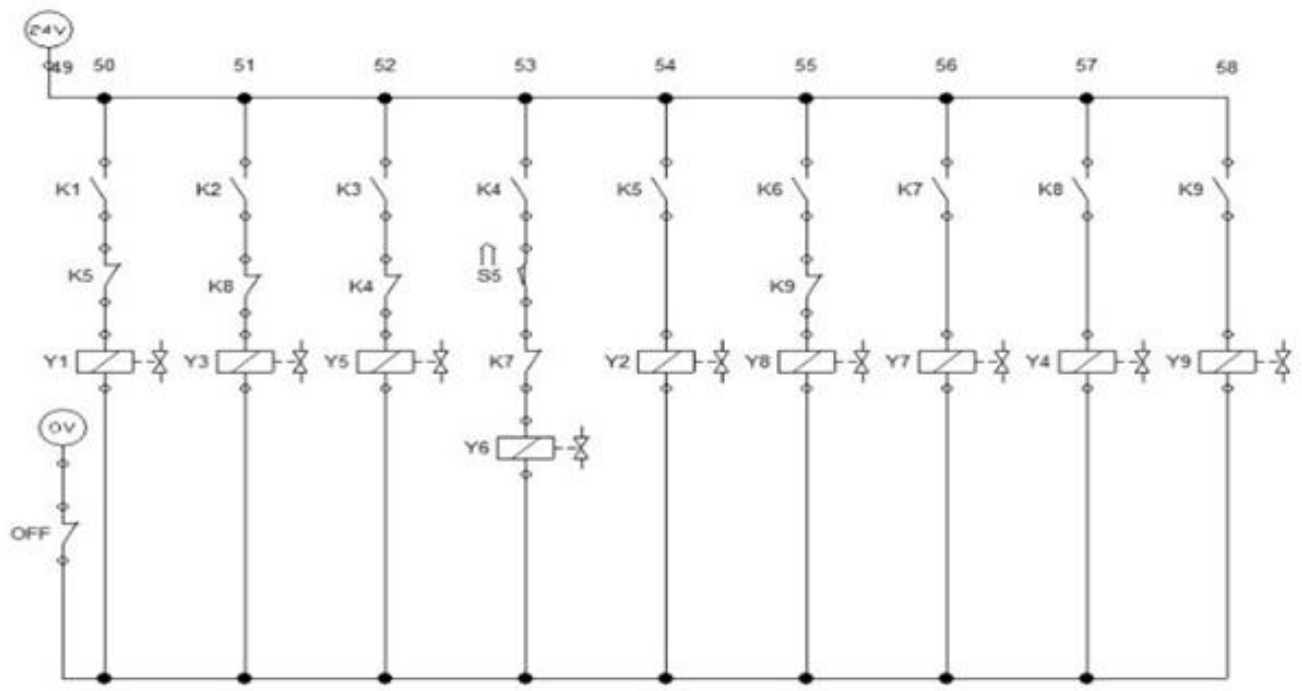 24V
49 50 51 52 53 54 55 56 57 58
K1 K2 K3 K4 K5 K6 K7 K8 K9
K5 K8 K4 S5 K9
Y1 Y3 Y5 K7 Y2 Y8 Y7 Y4 Y9
0V
Y6
OFF